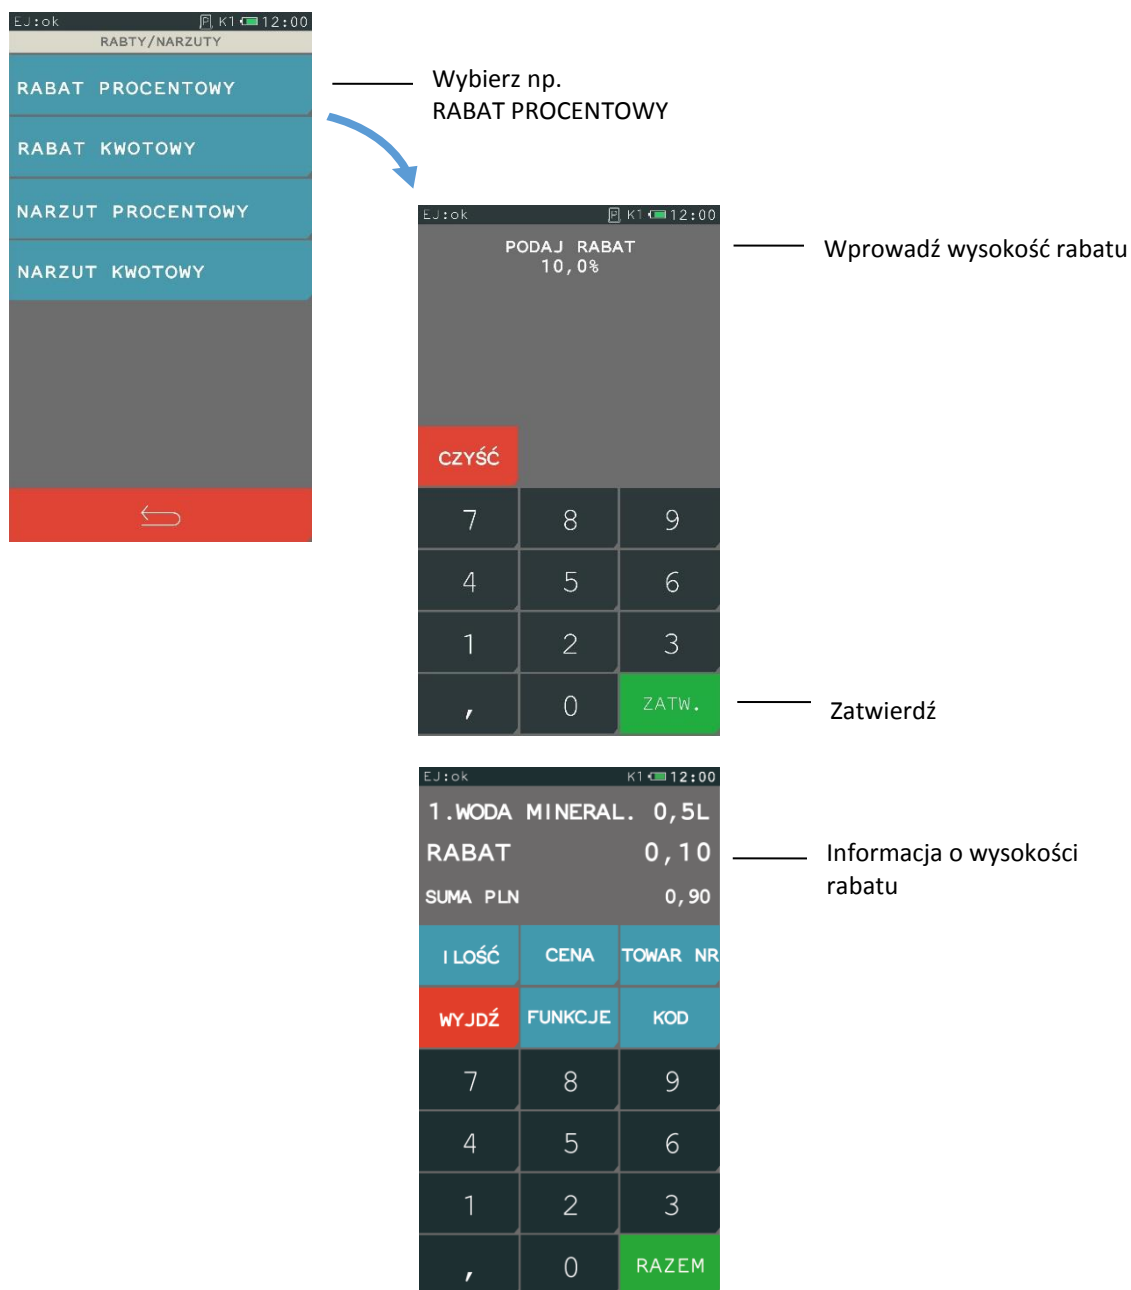 EJ:ok P K1 12:00
RABTY/NARZUTY
RABAT PROCENTOWY
RABAT KWOTOWY
NARZUT PROCENTOWY
NARZUT KWOTOWY
Wybierz np.
RABAT PROCENTOWY
EJ:ok P K1 12:00
PODAJ RABAT
10,0%
Wprowadź wysokość rabatu
CZYŚĆ
7 8 9
4 5 6
1 2 3
, 0 ZATW.
Zatwierdź
EJ:ok K1 12:00
1.WODA MINERAL. 0,5L
RABAT 0,10
SUMA PLN 0,90
Informacja o wysokości
rabatu
ILOŚĆ CENA TOWAR NR
WYJDŹ FUNKCJE KOD
7 8 9
4 5 6
1 2 3
, 0 RAZEM